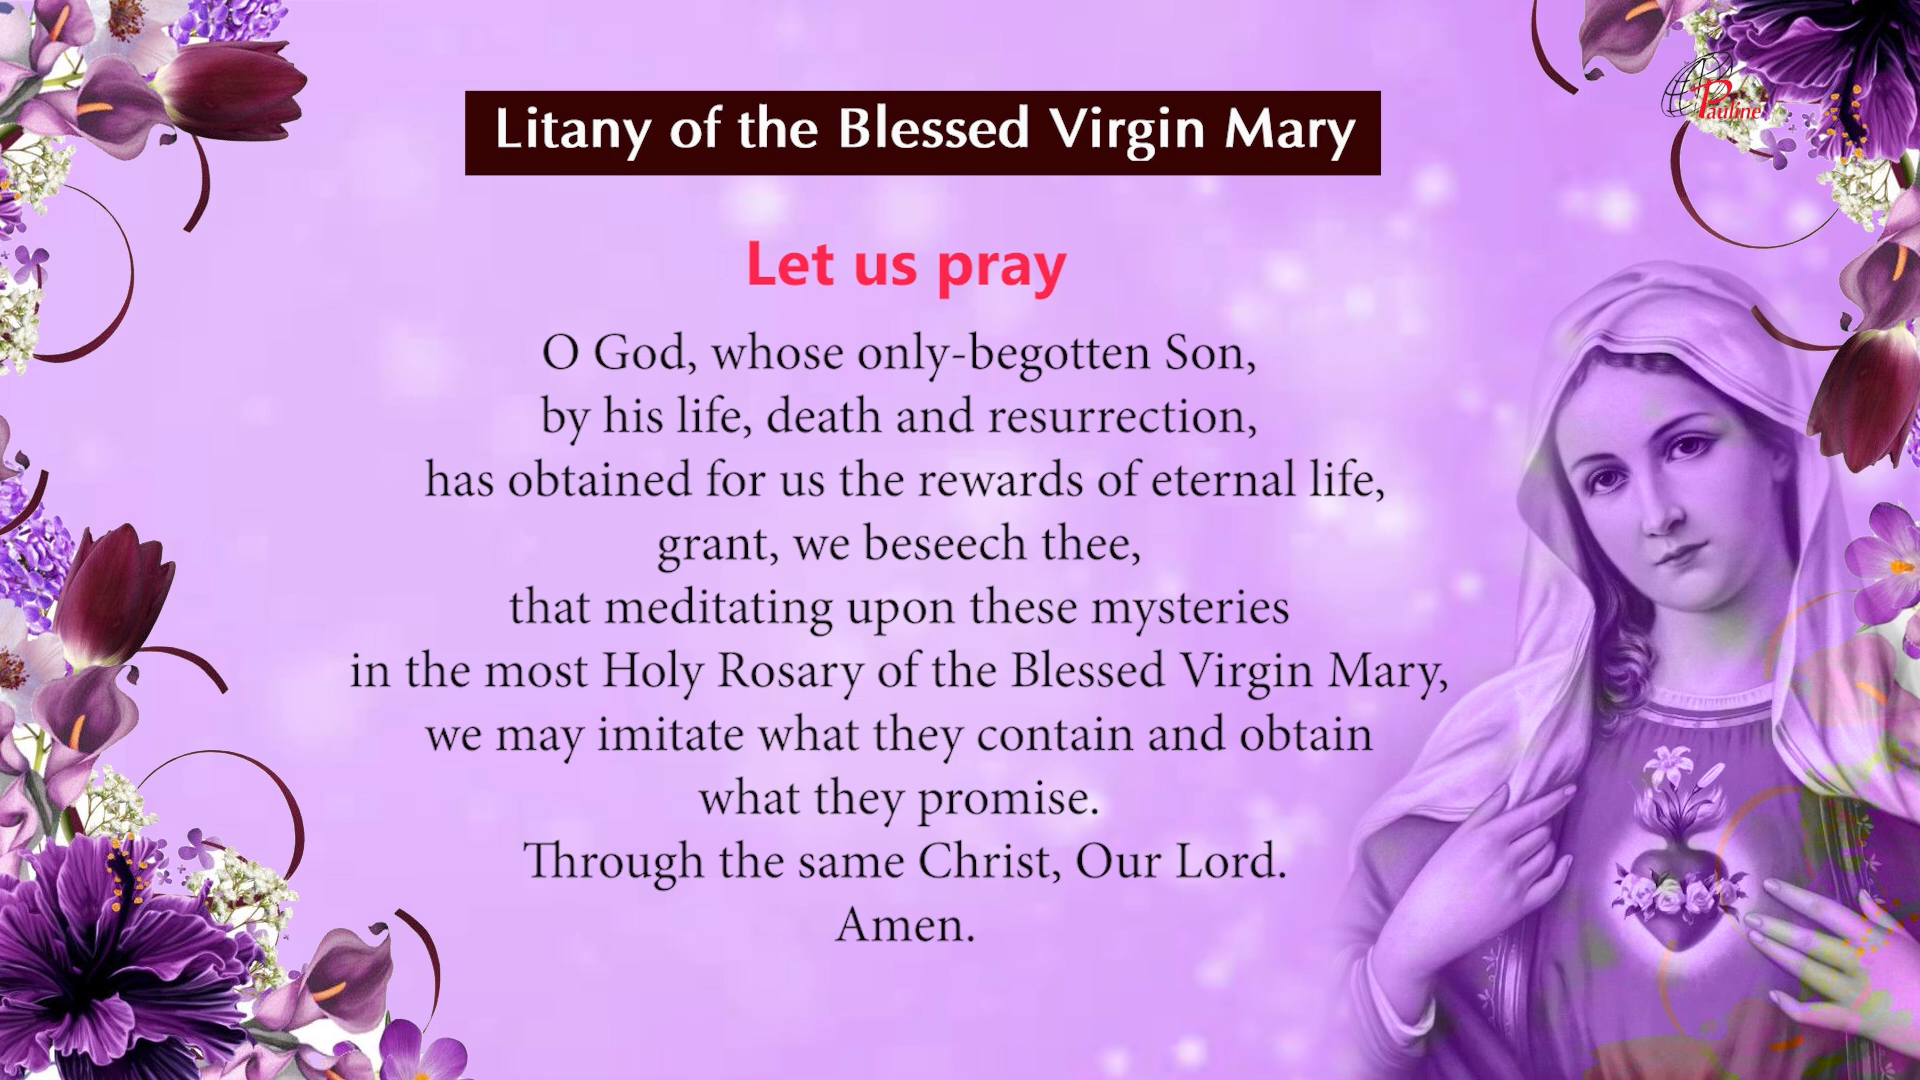 Pauline
Litany of the Blessed Virgin Mary
Let us pray
O God, whose only-begotten Son,
by his life, death and resurrection,
has obtained for us the rewards of eternal life,
grant, we beseech thee,
that meditating upon these mysteries
in the most Holy Rosary of the Blessed Virgin Mary,
we may imitate what they contain and obtain
what they promise.
Through the same Christ, Our Lord.
Amen.